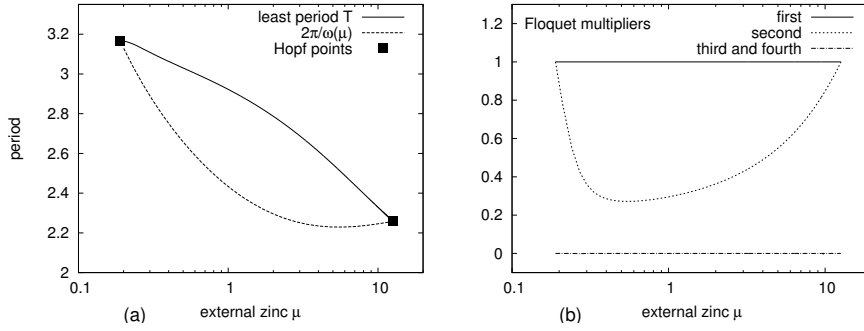 least period T
2π/ω(μ)
Hopf points
3.2
3
2.8
2.6
2.4
2.2
2
period
0.1
1
10
(a)
external zinc μ
Floquet multipliers
first
second
third and fourth
1
0.8
0.6
0.4
0.2
0
0.1
1
10
(b)
external zinc μ